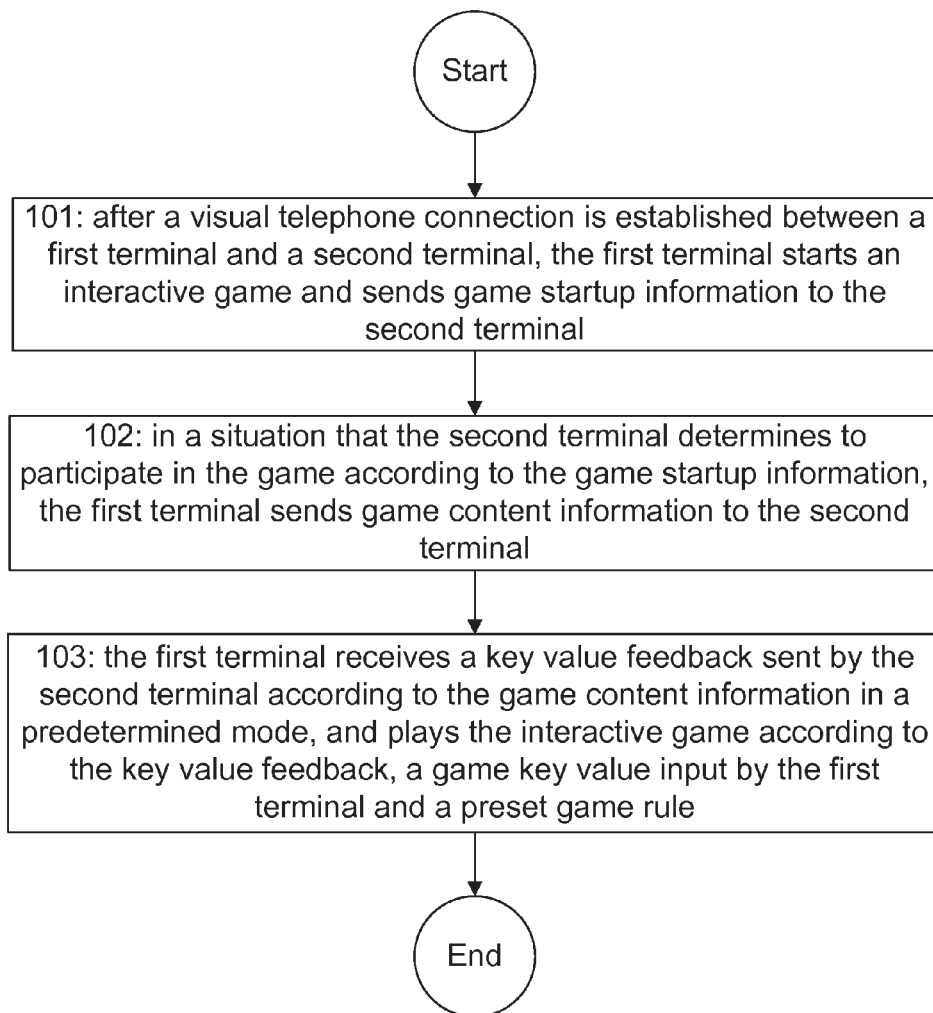 Start
101: after a visual telephone connection is established between a
first terminal and a second terminal, the first terminal starts an
interactive game and sends game startup information to the
second terminal
102: in a situation that the second terminal determines to
participate in the game according to the game startup information,
the first terminal sends game content information to the second
terminal
103: the first terminal receives a key value feedback sent by the
second terminal according to the game content information in a
predetermined mode, and plays the interactive game according to
the key value feedback, a game key value input by the first
terminal and a preset game rule
End